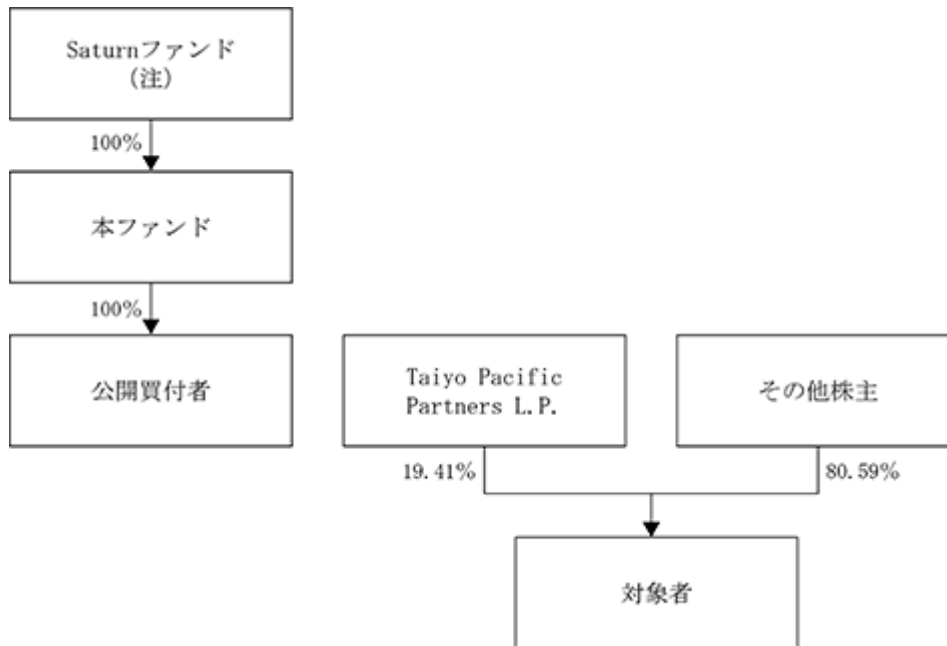 Saturnファンド
(注)
100%
本ファンド
100%
公開買付者
Taiyo Pacific
Partners L.P.
その他株主
19.41%
80.59%
対象者